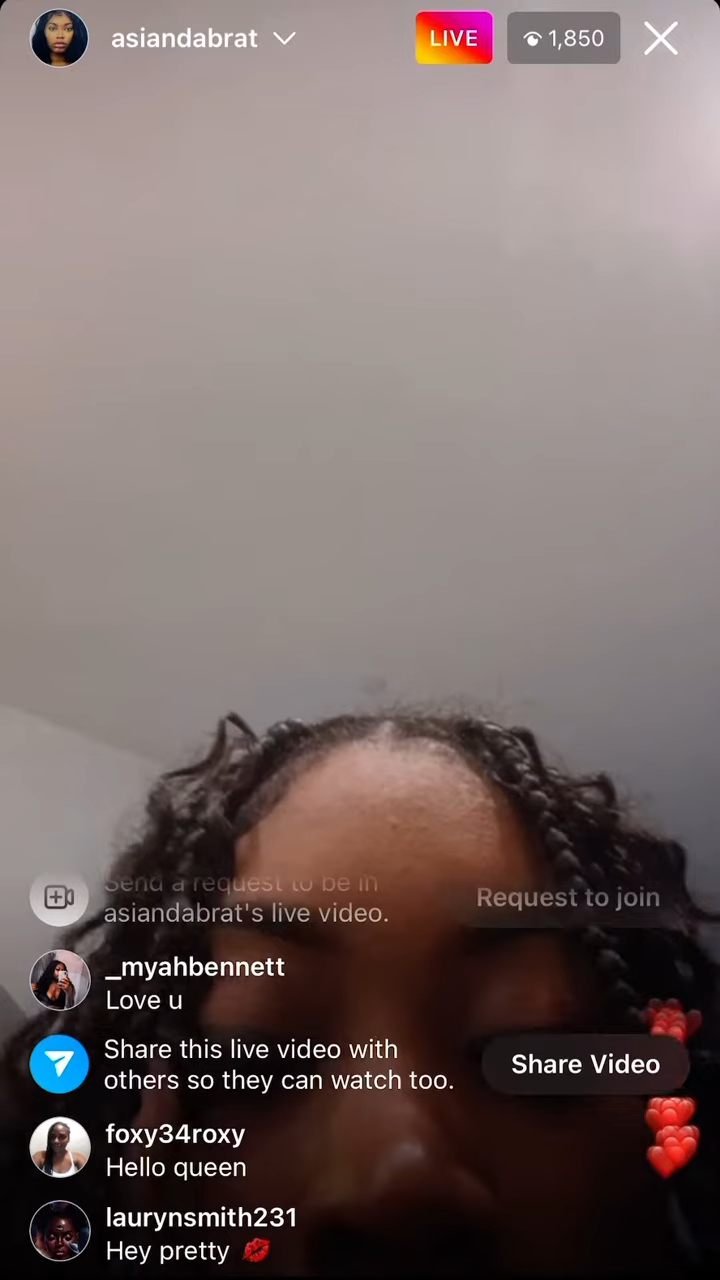 asiandabrat
LIVE
1,850
Send a request to be in
asiandabrat's live video.
Request to join
_myahbennett
Love u
Share this live video with
others so they can watch too.
Share Video
foxy34roxy
Hello queen
laurynsmith231
Hey pretty 💋